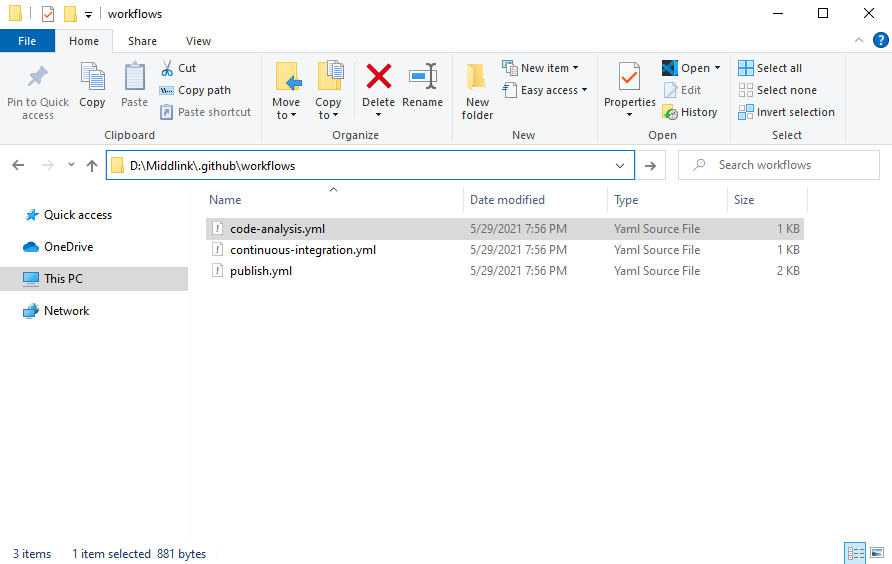 workflows
File Home Share View
Pin to Quick access
Copy
Paste
Cut
Copy path
Paste shortcut
Clipboard
Move to
Copy to
Delete
Rename
Organize
New folder
New item
Easy access
New
Properties
Open
Edit
History
Open
Select all
Select none
Invert selection
Select
D:\Middlink\.github\workflows
Search workflows
Quick access
OneDrive
This PC
Network
Name Date modified Type Size
code-analysis.yml 5/29/2021 7:56 PM Yaml Source File 1 KB
continuous-integration.yml 5/29/2021 7:56 PM Yaml Source File 1 KB
publish.yml 5/29/2021 7:56 PM Yaml Source File 2 KB
3 items 1 item selected 881 bytes